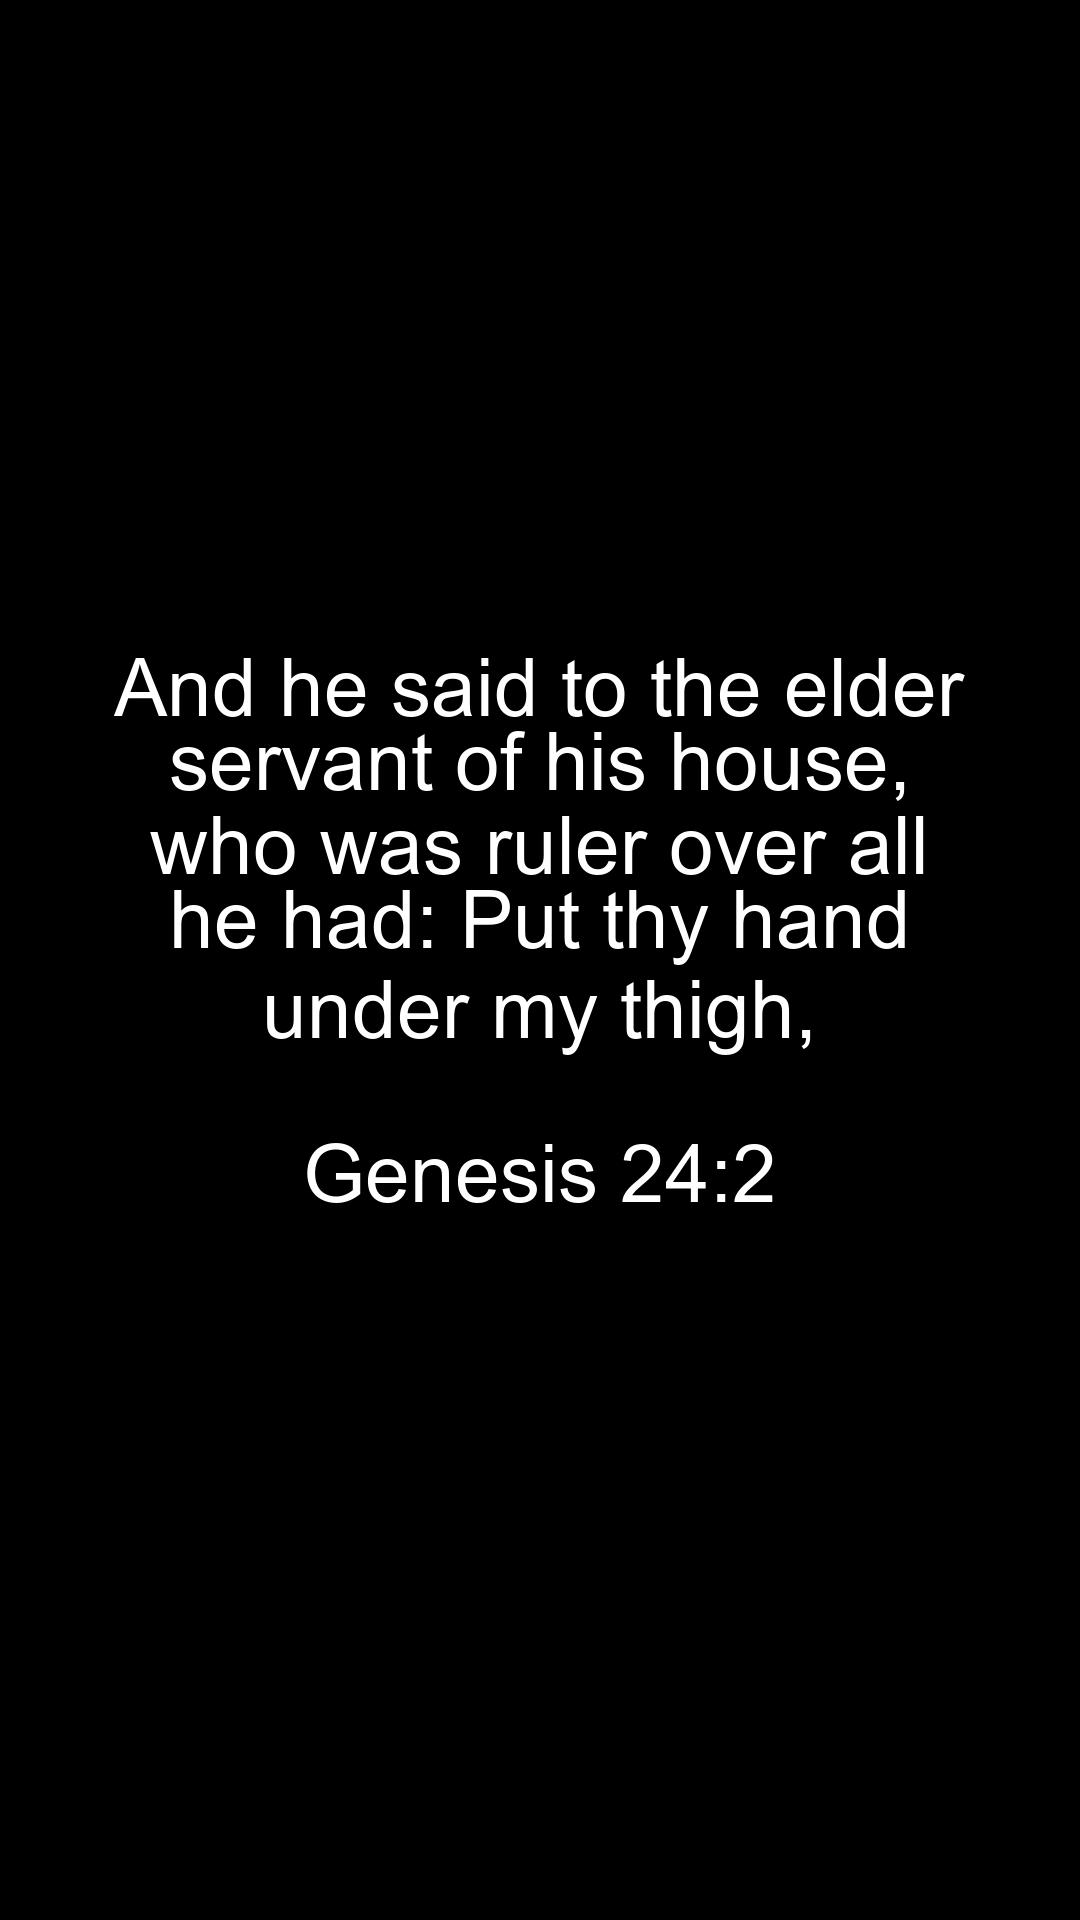 And he said to the elder
servant of his house,
who was ruler over all
he had: Put thy hand
under my thigh,
Genesis 24:2